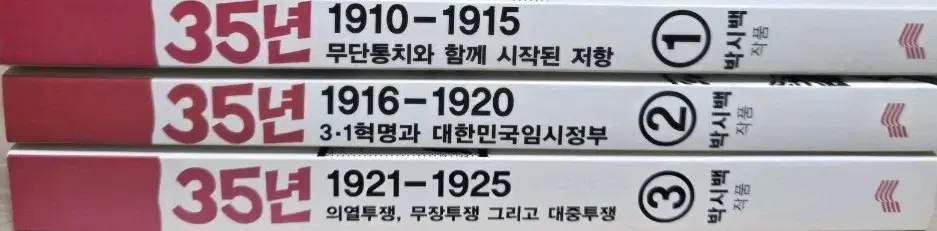 35년
1910-1915
무단통치와 함께 시작된 저항
1
박시백
작품
35년
1916-1920
3·1혁명과 대한민국임시정부
2
박시백
작품
35년
1921-1925
의열투쟁, 무장투쟁 그리고 대중투쟁
3
박시백
작품